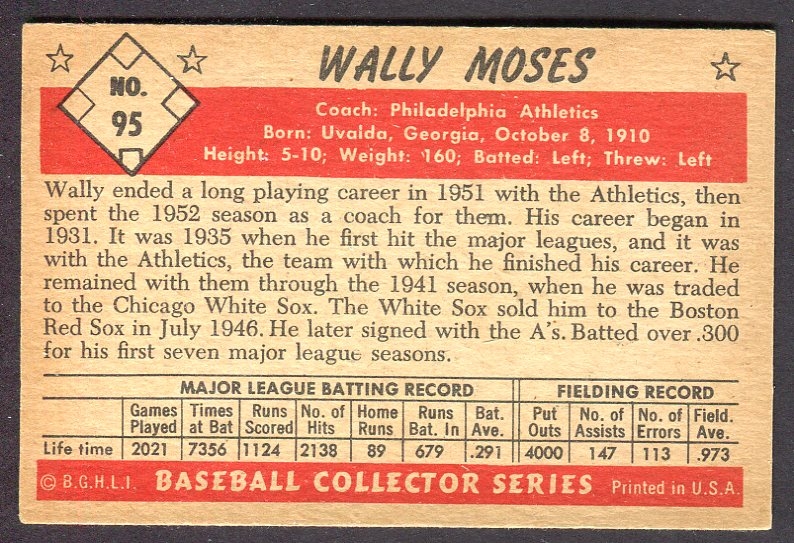 NO.
95
WALLY MOSES
Coach: Philadelphia Athletics
Born: Uvalda, Georgia, October 8, 1910
Height: 5-10; Weight: 160; Batted: Left; Threw: Left
Wally ended a long playing career in 1951 with the Athletics, then
spent the 1952 season as a coach for them. His career began in
1931. It was 1935 when he first hit the major leagues, and it was
with the Athletics, the team with which he finished his career. He
remained with them through the 1941 season, when he was traded
to the Chicago White Sox. The White Sox sold him to the Boston
Red Sox in July 1946. He later signed with the A's. Batted over .300
for his first seven major league seasons.
MAJOR LEAGUE BATTING RECORD FIELDING RECORD
Games Times Runs No. of Home Runs Bat. Put No. of No. of Field.
Played at Bat Scored Hits Runs Bat. In Ave. Outs Assists Errors Ave.
Life time 2021 7356 1124 2138 89 679 .291 4000 147 113 .973
© B.G.H.L.I. BASEBALL COLLECTOR SERIES Printed in U.S.A.